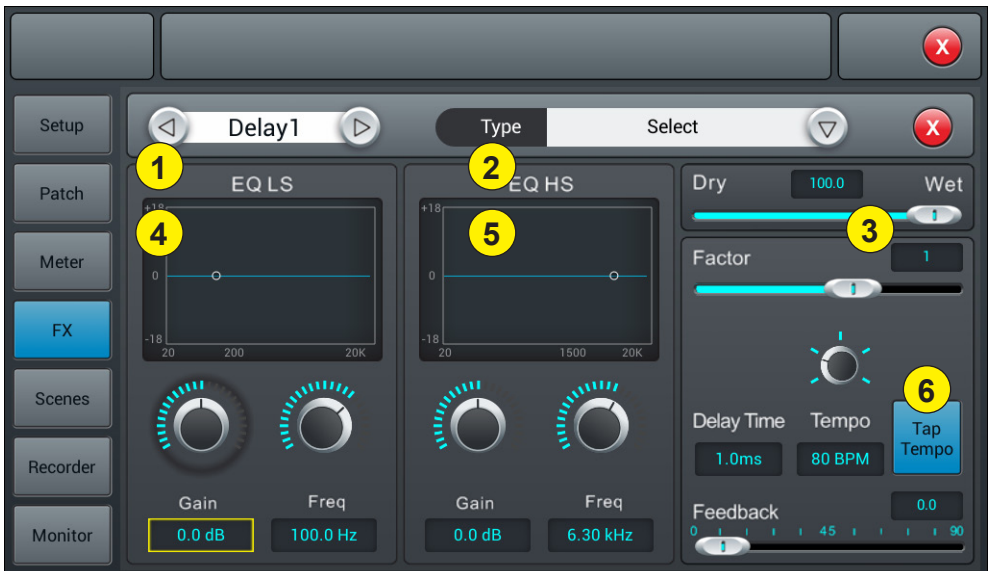 X
Setup
Patch
Meter
FX
Scenes
Recorder
Monitor
Delay1
Type
Select
X
1
EQ LS
+18
4
0
-18
20 200 20K
Gain Freq
0.0 dB 100.0 Hz
2
EQ HS
+18
5
0
-18
20 1500 20K
Gain Freq
0.0 dB 6.30 kHz
Dry 100.0 Wet
3
Factor 1
6
Delay Time Tempo
1.0ms 80 BPM
Tap
Tempo
Feedback 0.0
0 45 90